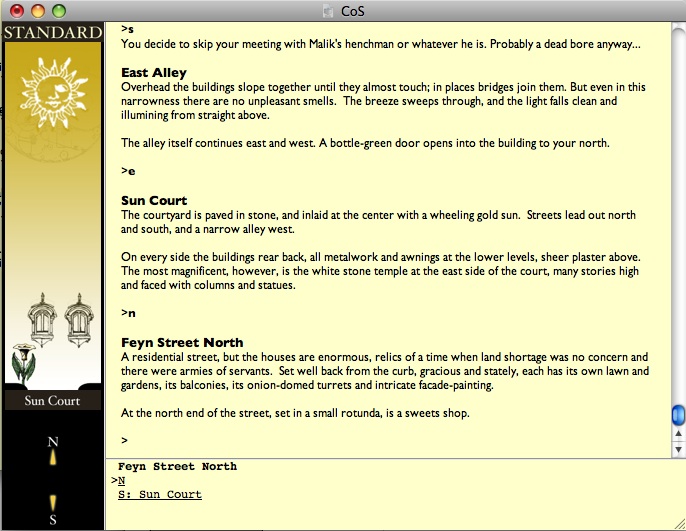 CoS
STANDARD
>s
You decide to skip your meeting with Malik's henchman or whatever he is. Probably a dead bore anyway...
East Alley
Overhead the buildings slope together until they almost touch; in places bridges join them. But even in this
narrowness there are no unpleasant smells. The breeze sweeps through, and the light falls clean and
illumining from straight above.
The alley itself continues east and west. A bottle-green door opens into the building to your north.
>e
Sun Court
The courtyard is paved in stone, and inlaid at the center with a wheeling gold sun. Streets lead out north
and south, and a narrow alley west.
On every side the buildings rear back, all metalwork and awnings at the lower levels, sheer plaster above.
The most magnificent, however, is the white stone temple at the east side of the court, many stories high
and faced with columns and statues.
>n
Feyn Street North
A residential street, but the houses are enormous, relics of a time when land shortage was no concern and
there were armies of servants. Set well back from the curb, gracious and stately, each has its own lawn and
gardens, its balconies, its onion-domed turrets and intricate facade-painting.
At the north end of the street, set in a small rotunda, is a sweets shop.
>
Sun Court
N
S
Feyn Street North
>N
S: Sun Court